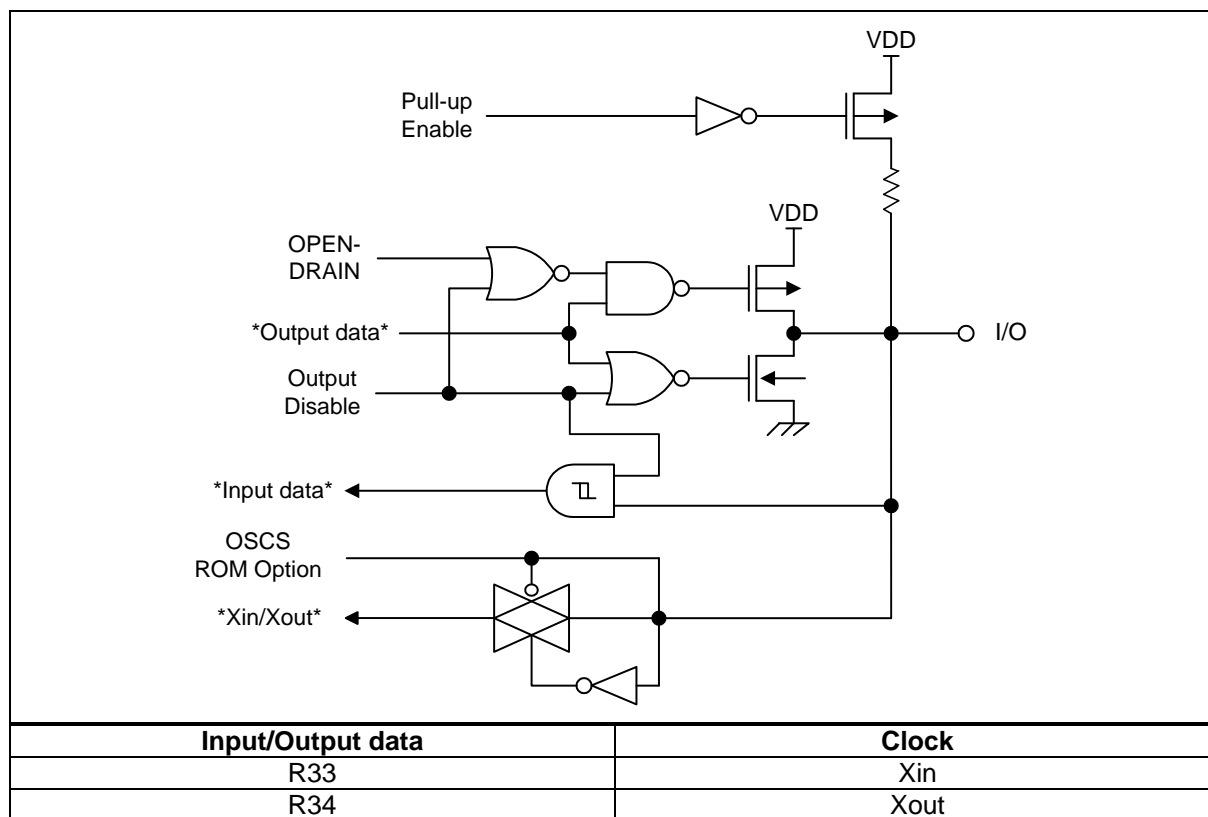 VDD
Pull-up
Enable
VDD
OPEN-
DRAIN
*Output data*
I/O
Output
Disable
*Input data*
OSCS
ROM Option
*Xin/Xout*
Input/Output data Clock
R33 Xin
R34 Xout